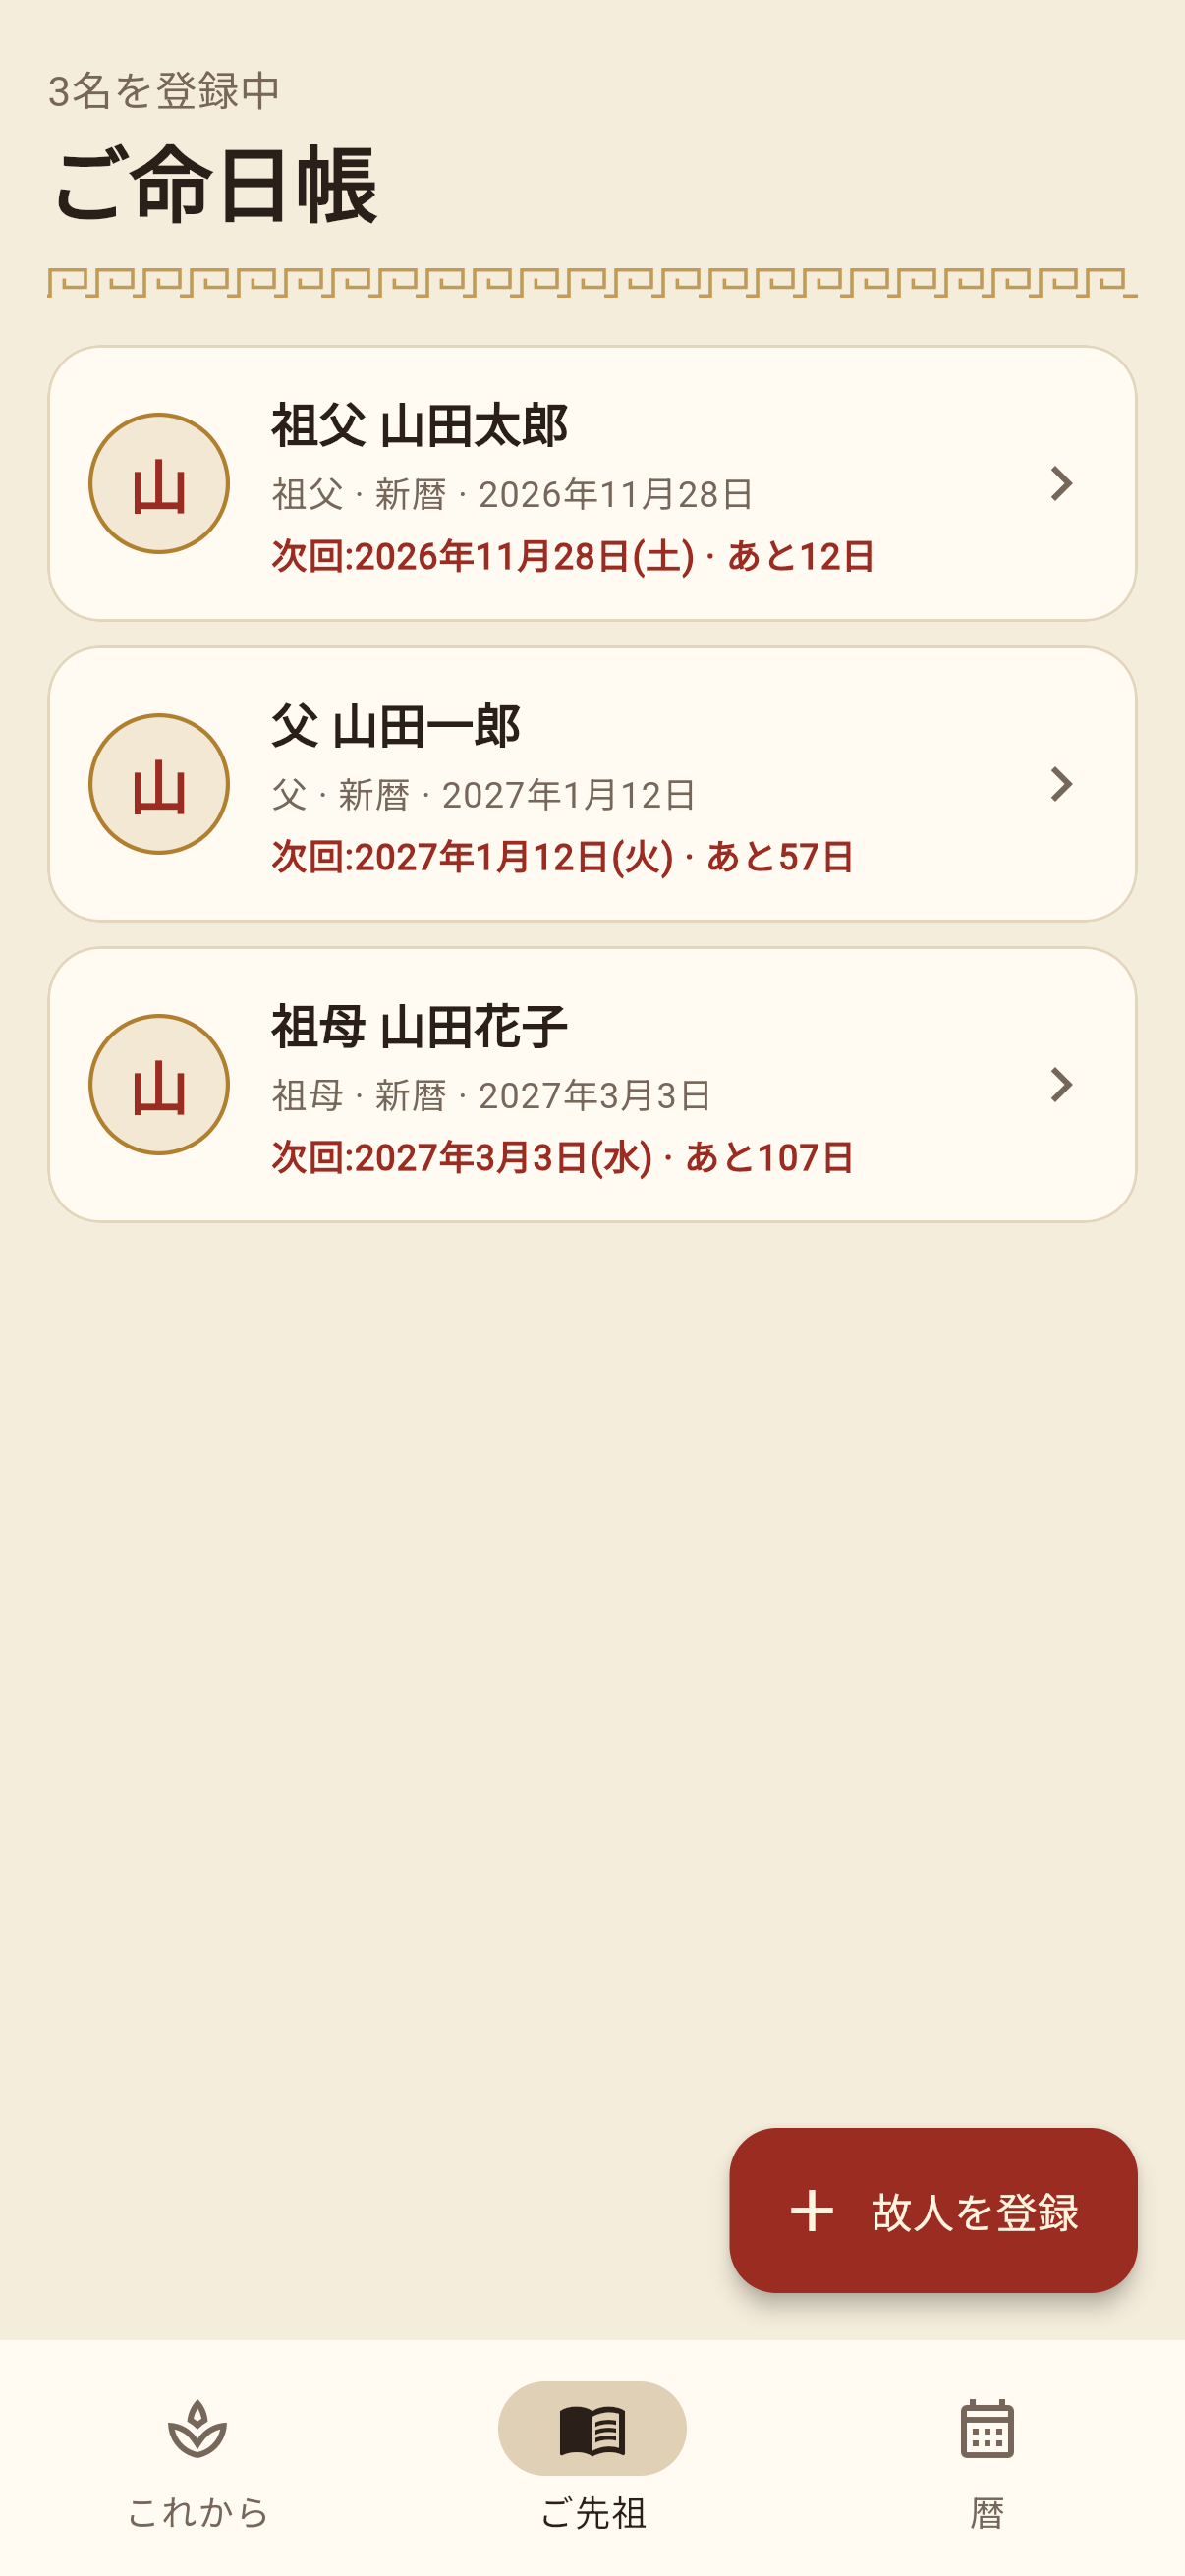 3名を登録中
ご命日帳
山
祖父 山田太郎
祖父 · 新暦 · 2026年11月28日
次回:2026年11月28日(土) · あと12日
山
父 山田一郎
父 · 新暦 · 2027年1月12日
次回:2027年1月12日(火) · あと57日
山
祖母 山田花子
祖母 · 新暦 · 2027年3月3日
次回:2027年3月3日(水) · あと107日
故人を登録
これから
ご先祖
暦